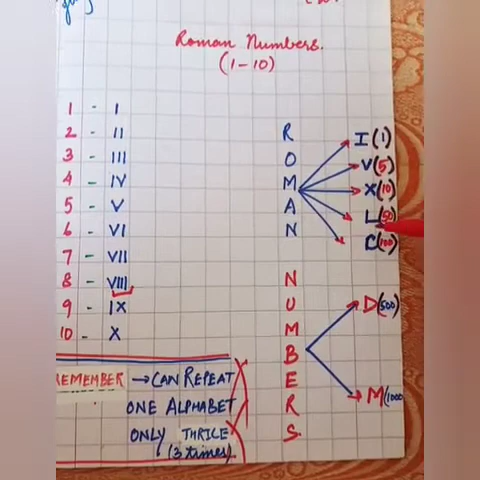 Roman Numbers.
(1-10)
1 - I
2 - II
3 - III
4 - IV
5 - V
6 - VI
7 - VII
8 - VIII
9 - IX
10 - X
REMEMBER → CAN REPEAT
ONE ALPHABET
ONLY THRICE
(3 times)
R
O
M
A
N
I (1)
V (5)
X (10)
L (50)
C (100)
N
U
M
B
E
R
S
D (500)
M (1000